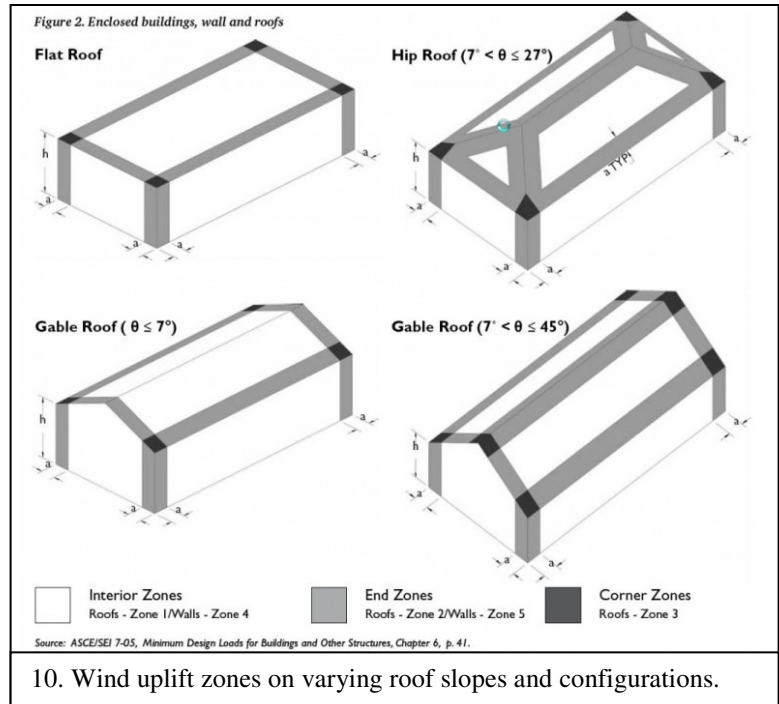 Figure 2. Enclosed buildings, wall and roofs
Flat Roof
h
a
a
a
a
Hip Roof (7° < θ ≤ 27°)
a TYP.
h
a
a
a
Gable Roof ( θ ≤ 7°)
h
a
a
a
a
Gable Roof (7° < θ ≤ 45°)
h
a
a
a
a
Interior Zones
Roofs - Zone 1/Walls - Zone 4
End Zones
Roofs - Zone 2/Walls - Zone 5
Corner Zones
Roofs - Zone 3
Source: ASCE/SEI 7-05, Minimum Design Loads for Buildings and Other Structures, Chapter 6, p. 41.
10. Wind uplift zones on varying roof slopes and configurations.